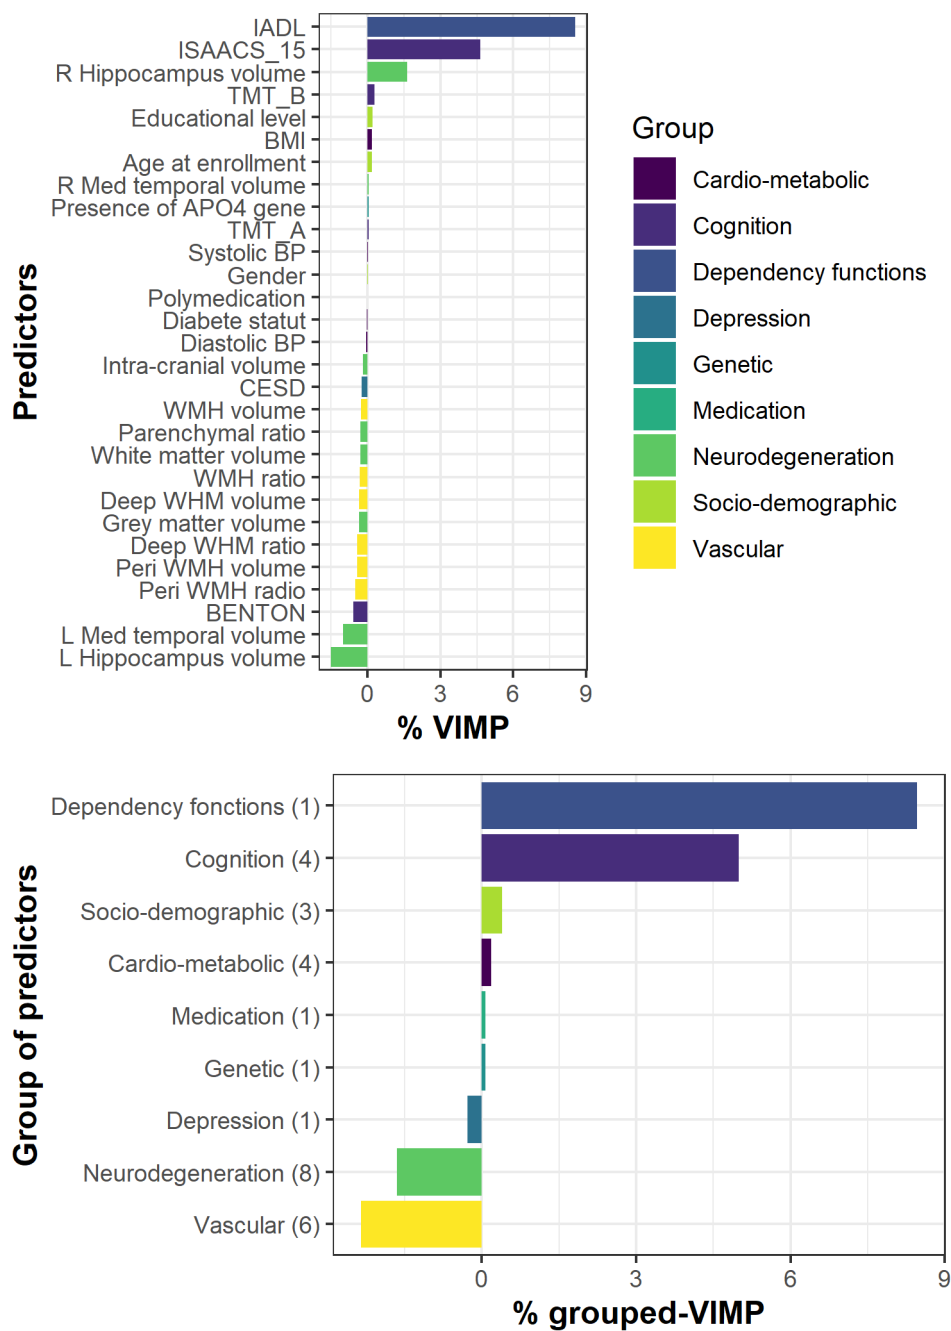 Predictors
IADL
ISAACS_15
R Hippocampus volume
TMT_B
Educational level
BMI
Age at enrollment
R Med temporal volume
Presence of APO4 gene
TMT_A
Systolic BP
Gender
Polymedication
Diabete statut
Diastolic BP
Intra-cranial volume
CESD
WMH volume
Parenchymal ratio
White matter volume
WMH ratio
Deep WHM volume
Grey matter volume
Deep WHM ratio
Peri WMH volume
Peri WMH radio
BENTON
L Med temporal volume
L Hippocampus volume
0 3 6 9
% VIMP
Group
Cardio-metabolic
Cognition
Dependency functions
Depression
Genetic
Medication
Neurodegeneration
Socio-demographic
Vascular
Group of predictors
Dependency fonctions (1)
Cognition (4)
Socio-demographic (3)
Cardio-metabolic (4)
Medication (1)
Genetic (1)
Depression (1)
Neurodegeneration (8)
Vascular (6)
0 3 6 9
% grouped-VIMP